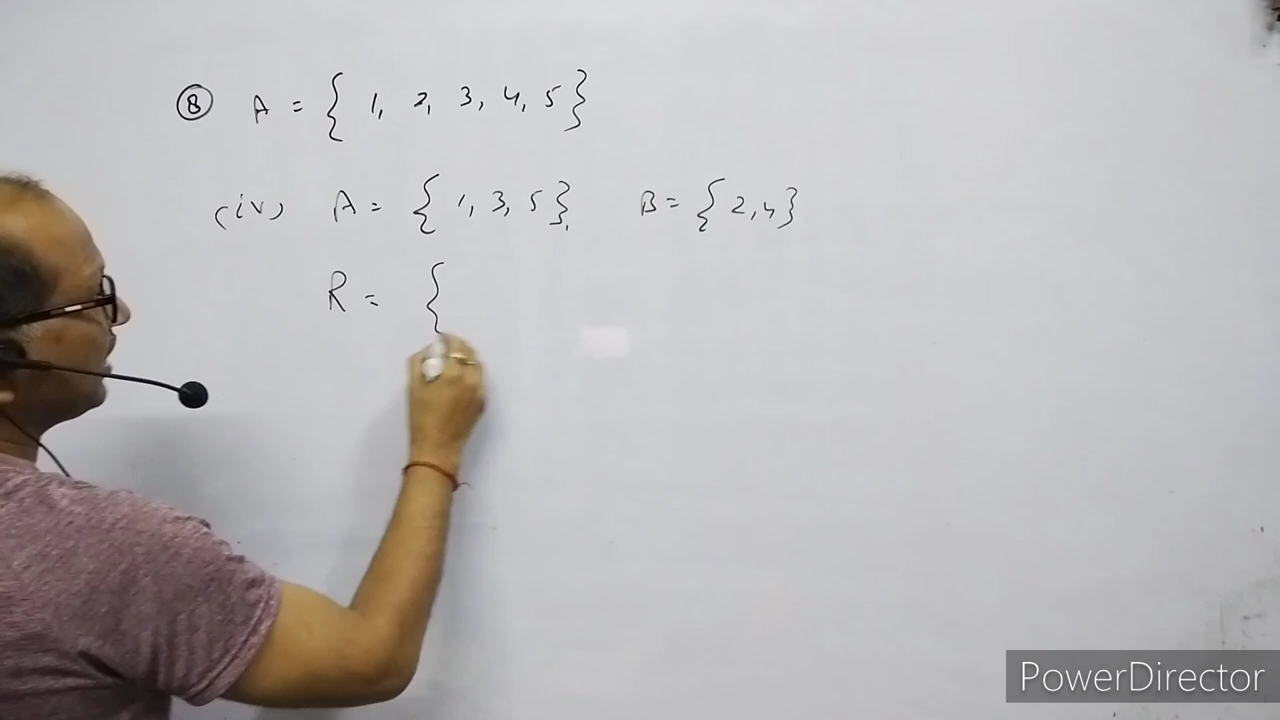 ⑧ A = { 1, 2, 3, 4, 5 }
(iv) A = { 1, 3, 5 }, B = { 2, 4 }
R = {
PowerDirector